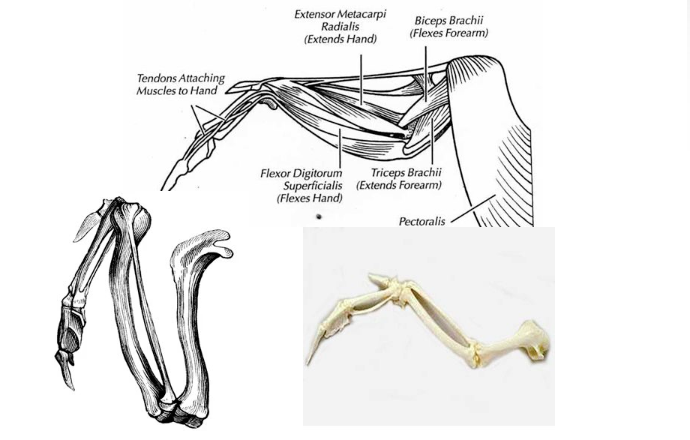 Extensor Metacarpi
Radialis
(Extends Hand)
Biceps Brachii
(Flexes Forearm)
Tendons Attaching
Muscles to Hand
Flexor Digitorum
Superficialis
(Flexes Hand)
Triceps Brachii
(Extends Forearm)
Pectoralis